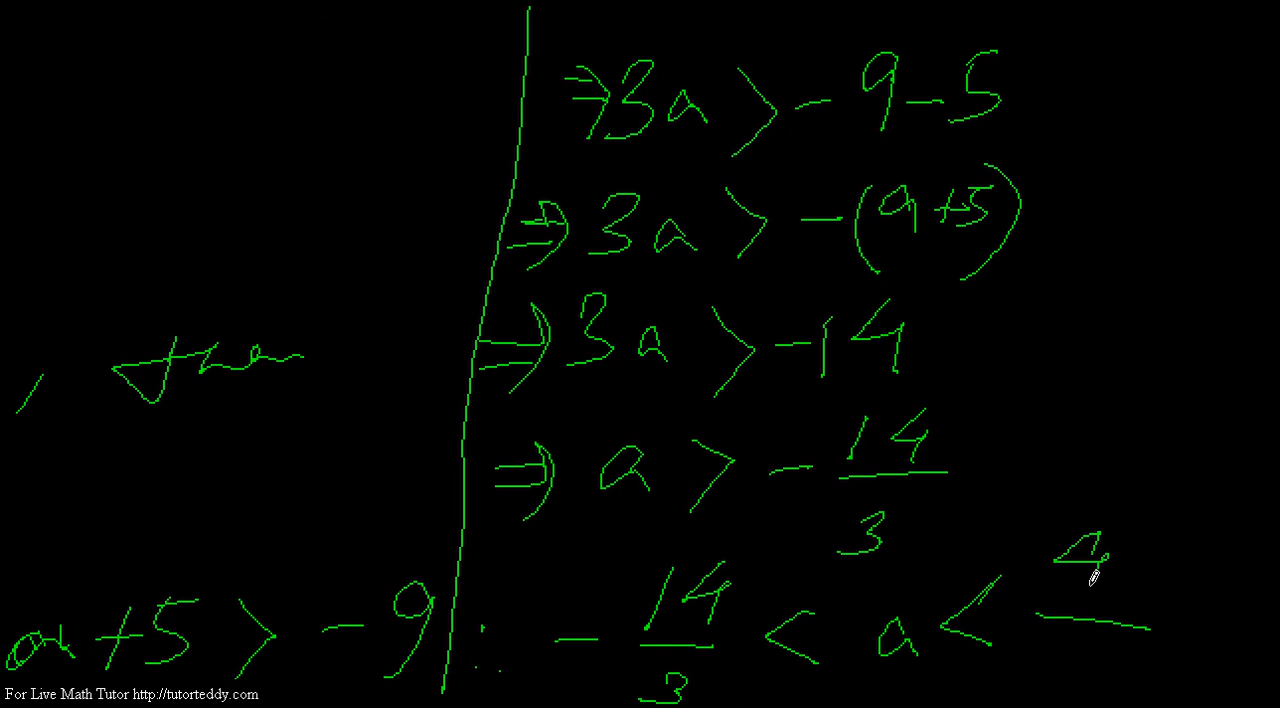 ⇒ 3a > - 9 - 5
⇒ 3a > - (9 + 5)
⇒ 3a > - 14
⇒ a > - 14/3
, then
a + 5 > - 9
∴ - 14/3 < a < 4
For Live Math Tutor http://tutorteddy.com